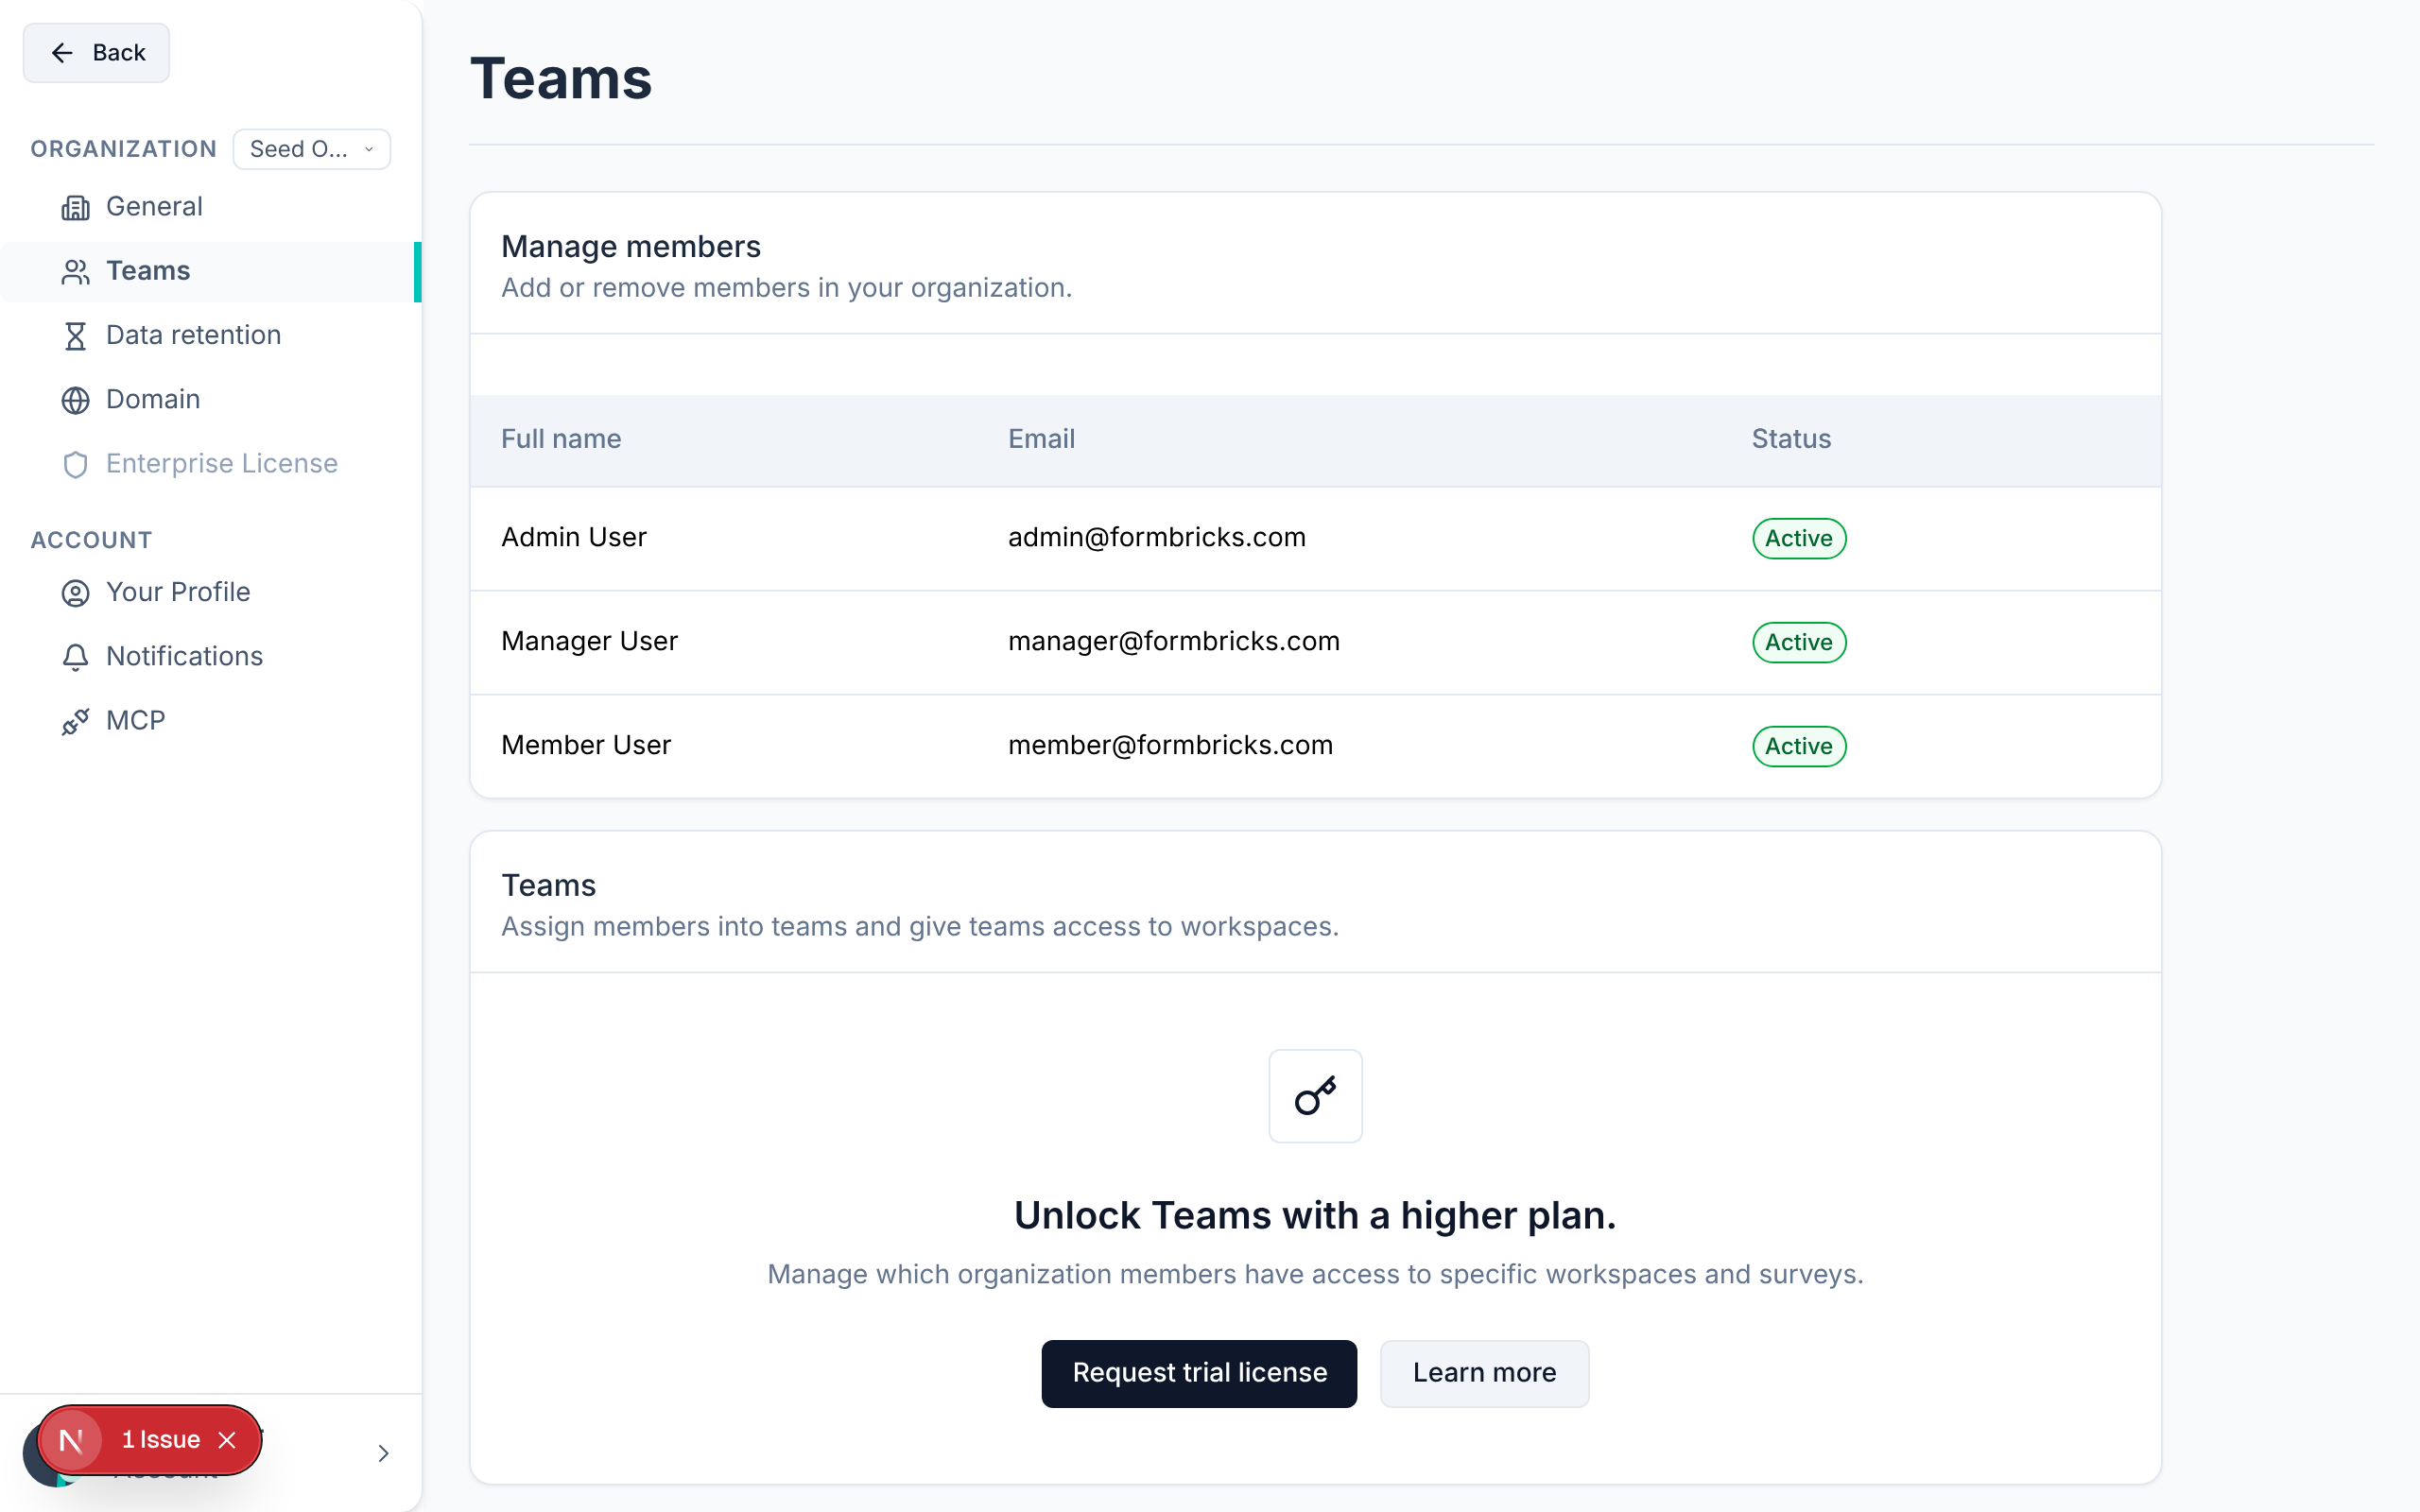 Back
ORGANIZATION
Seed O...
General
Teams
Data retention
Domain
Enterprise License
ACCOUNT
Your Profile
Notifications
MCP
N
1 Issue
Teams
Manage members
Add or remove members in your organization.
Full name Email Status
Admin User admin@formbricks.com Active
Manager User manager@formbricks.com Active
Member User member@formbricks.com Active
Teams
Assign members into teams and give teams access to workspaces.
Unlock Teams with a higher plan.
Manage which organization members have access to specific workspaces and surveys.
Request trial license
Learn more